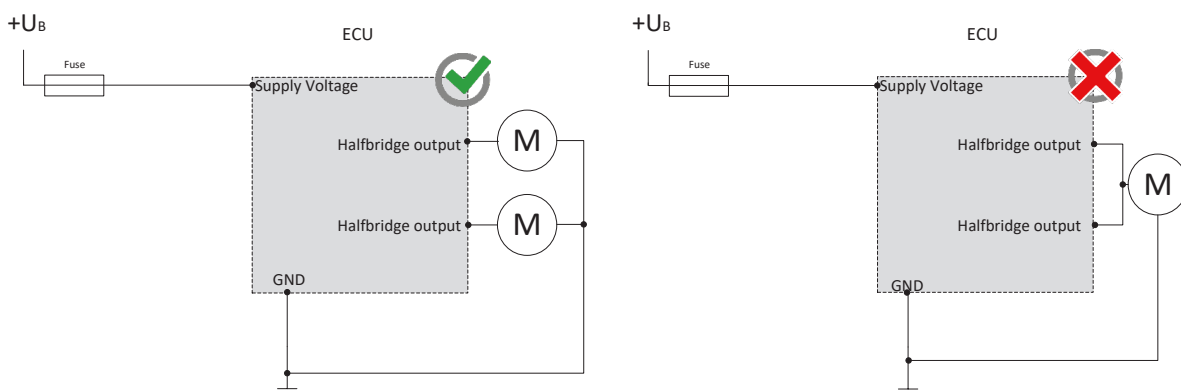 +UB
ECU
Fuse
Supply Voltage
Halfbridge output
M
Halfbridge output
M
GND
+UB
ECU
Fuse
Supply Voltage
Halfbridge output
M
Halfbridge output
GND